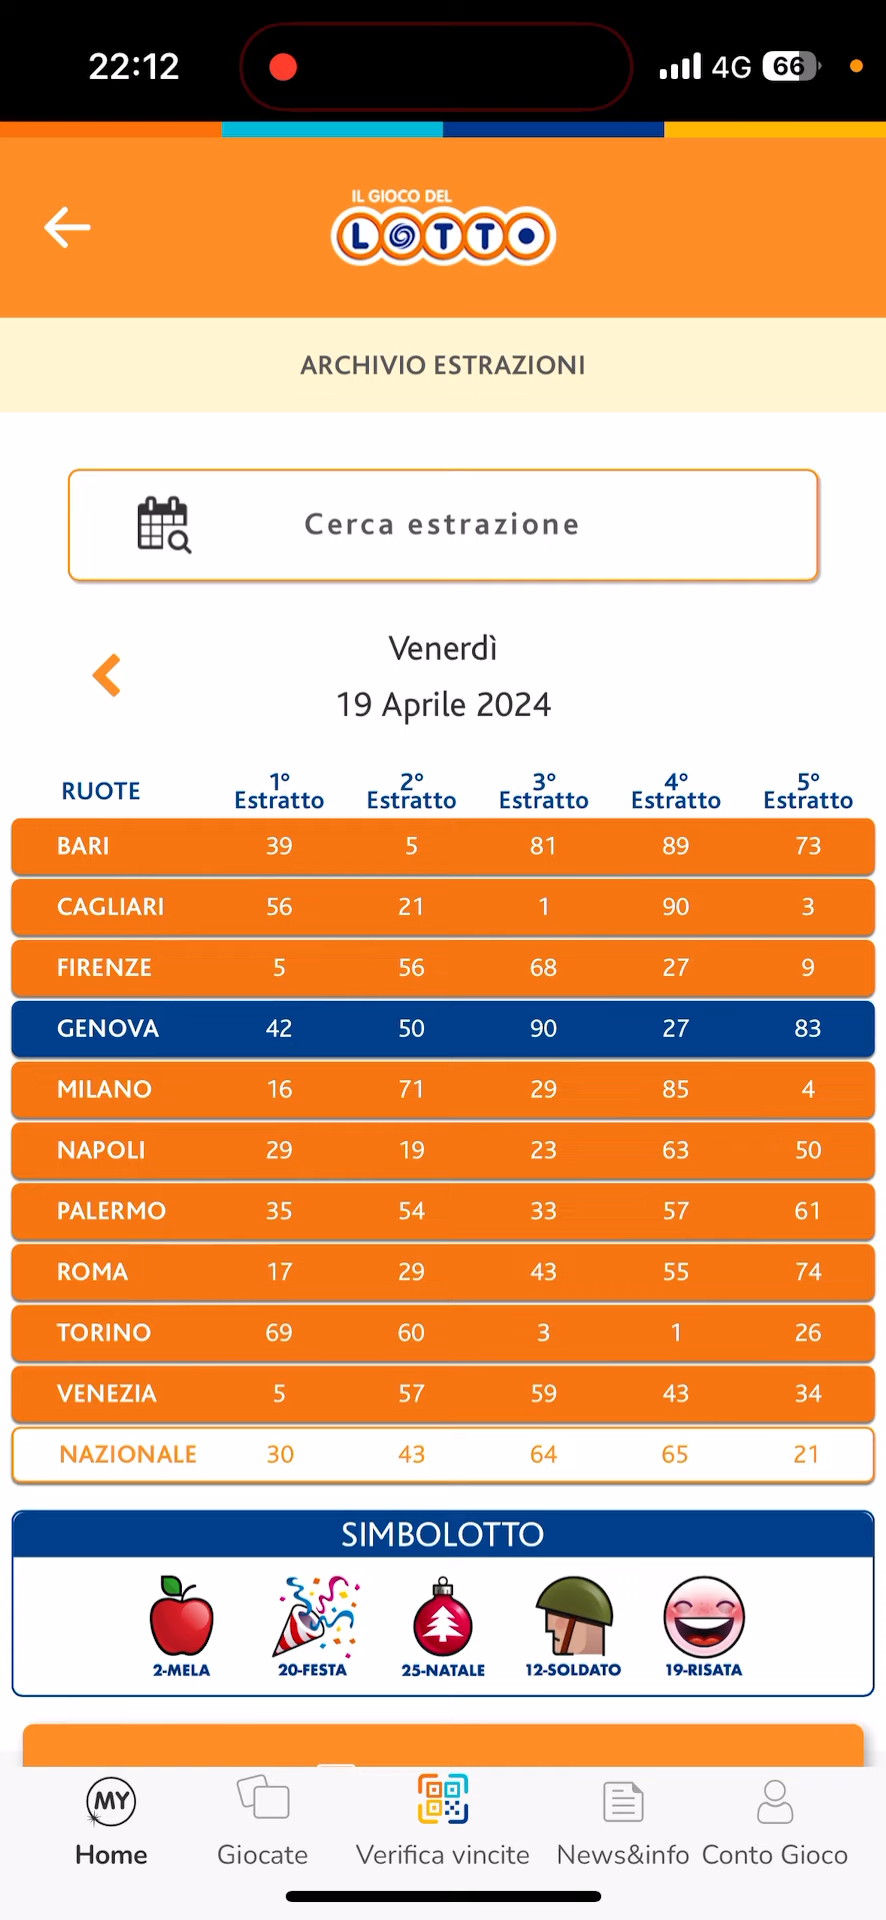 22:12 4G 66
IL GIOCO DEL
LOTTO
ARCHIVIO ESTRAZIONI
Cerca estrazione
Venerdì
19 Aprile 2024
RUOTE 1° Estratto 2° Estratto 3° Estratto 4° Estratto 5° Estratto
BARI 39 5 81 89 73
CAGLIARI 56 21 1 90 3
FIRENZE 5 56 68 27 9
GENOVA 42 50 90 27 83
MILANO 16 71 29 85 4
NAPOLI 29 19 23 63 50
PALERMO 35 54 33 57 61
ROMA 17 29 43 55 74
TORINO 69 60 3 1 26
VENEZIA 5 57 59 43 34
NAZIONALE 30 43 64 65 21
SIMBOLOTTO
2-MELA 20-FESTA 25-NATALE 12-SOLDATO 19-RISATA
MY
Home Giocate Verifica vincite News&info Conto Gioco